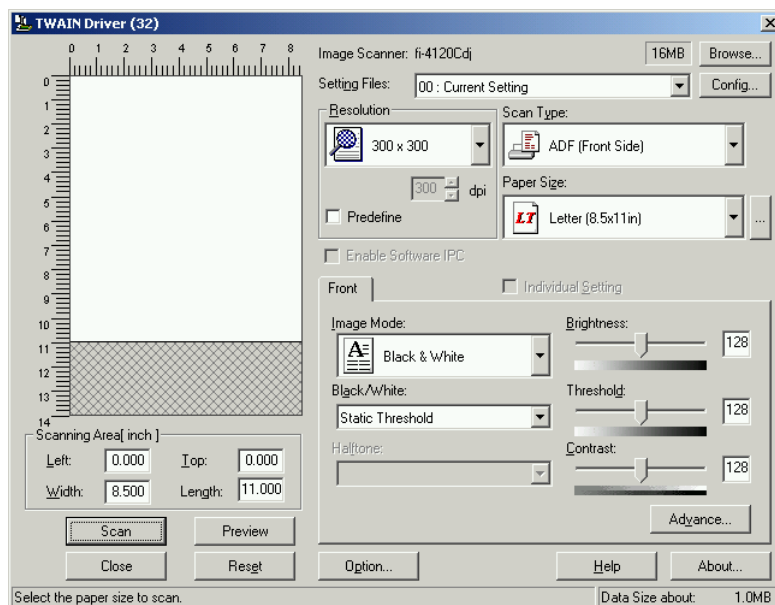 TWAIN Driver (32)
0 1 2 3 4 5 6 7 8
0
1
2
3
4
5
6
7
8
9
10
11
12
13
14
Scanning Area[ inch ]
Left: 0.000 Top: 0.000
Width: 8.500 Length: 11.000
Scan Preview
Close Reset
Image Scanner: fi-4120Cdj 16MB Browse...
Setting Files: 00 : Current Setting Config...
Resolution
300 x 300
300 dpi
Predefine
Scan Type:
ADF (Front Side)
Paper Size:
LT Letter (8.5x11in) ...
Enable Software IPC
Front Individual Setting
Image Mode:
Black & White
Black/White:
Static Threshold
Halftone:
Brightness:
128
Threshold:
128
Contrast:
128
Advance...
Option... Help About...
Select the paper size to scan. Data Size about: 1.0MB